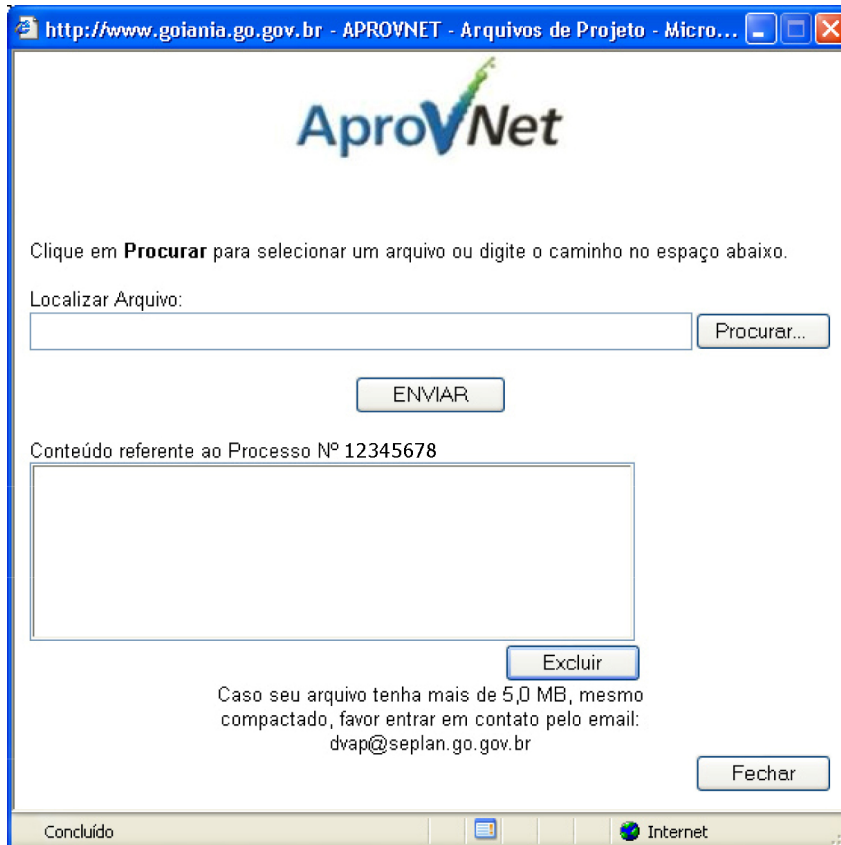 http://www.goiania.go.gov.br - APROVNET - Arquivos de Projeto - Micro...
AproVNet
Clique em Procurar para selecionar um arquivo ou digite o caminho no espaço abaixo.
Localizar Arquivo:
Procurar...
ENVIAR
Conteúdo referente ao Processo Nº 12345678
Excluir
Caso seu arquivo tenha mais de 5,0 MB, mesmo
compactado, favor entrar em contato pelo email:
dvap@seplan.go.gov.br
Fechar
Concluído
Internet